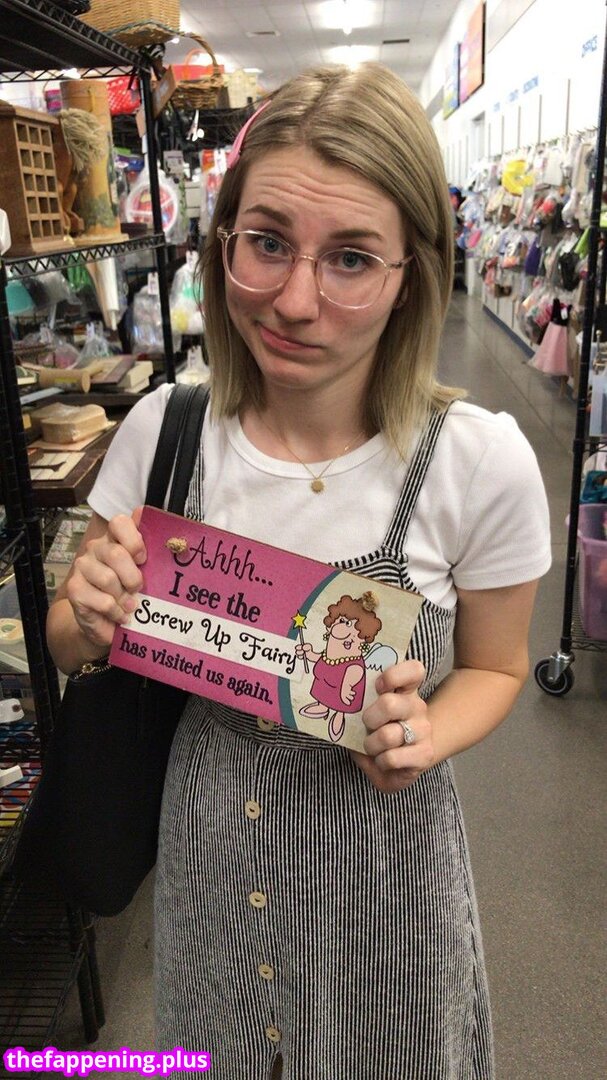 Ahhh...
I see the
Screw Up Fairy
has visited us again.
thefappening.plus